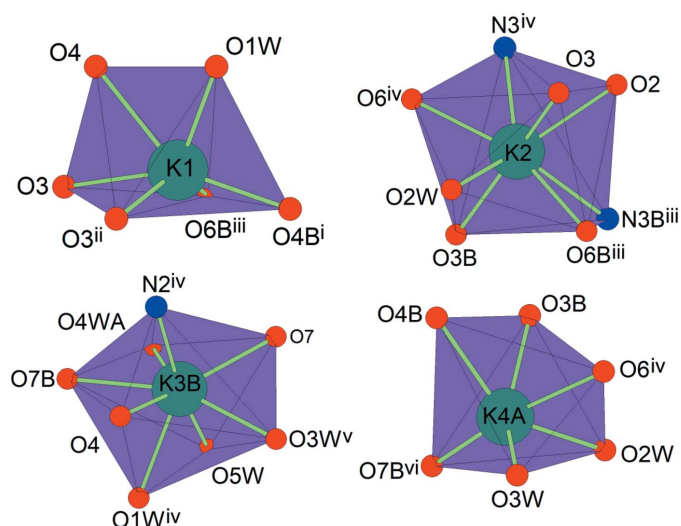 O4
O1W
K1
O3
O3ⁱⁱ
O6Bⁱⁱⁱ
O4Bⁱ
N3ⁱᵛ
O3
O2
O6ⁱᵛ
K2
O2W
N3Bⁱⁱⁱ
O3B
O6Bⁱⁱⁱ
N2ⁱᵛ
O4WA
O7
O7B
K3B
O4
O3Wᵛ
O5W
O1Wⁱᵛ
O3B
O4B
O6ⁱᵛ
K4A
O2W
O7Bᵛⁱ
O3W